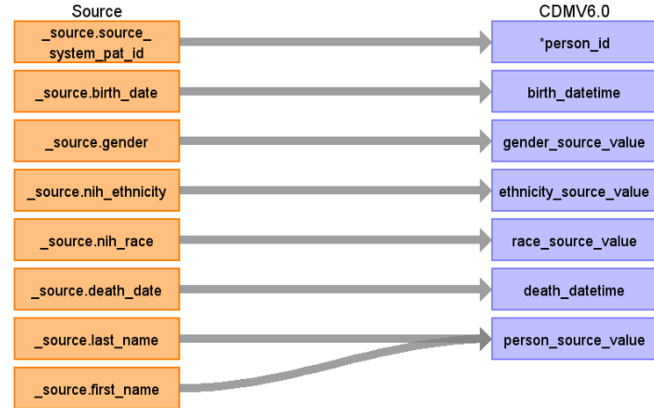 Source CDMV6.0
_source.source_
system_pat_id *person_id
_source.birth_date birth_datetime
_source.gender gender_source_value
_source.nih_ethnicity ethnicity_source_value
_source.nih_race race_source_value
_source.death_date death_datetime
_source.last_name person_source_value
_source.first_name